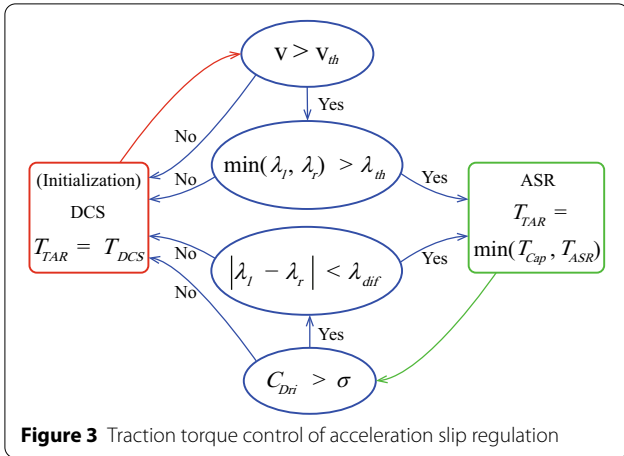 v > v_th
Yes
No
min(λ_l, λ_r) > λ_th
No
Yes
(Initialization)
DCS
T_TAR = T_DCS
ASR
T_TAR =
min(T_Cap, T_ASR)
|λ_l − λ_r| < λ_dif
No
Yes
No
Yes
C_Dri > σ
Figure 3 Traction torque control of acceleration slip regulation